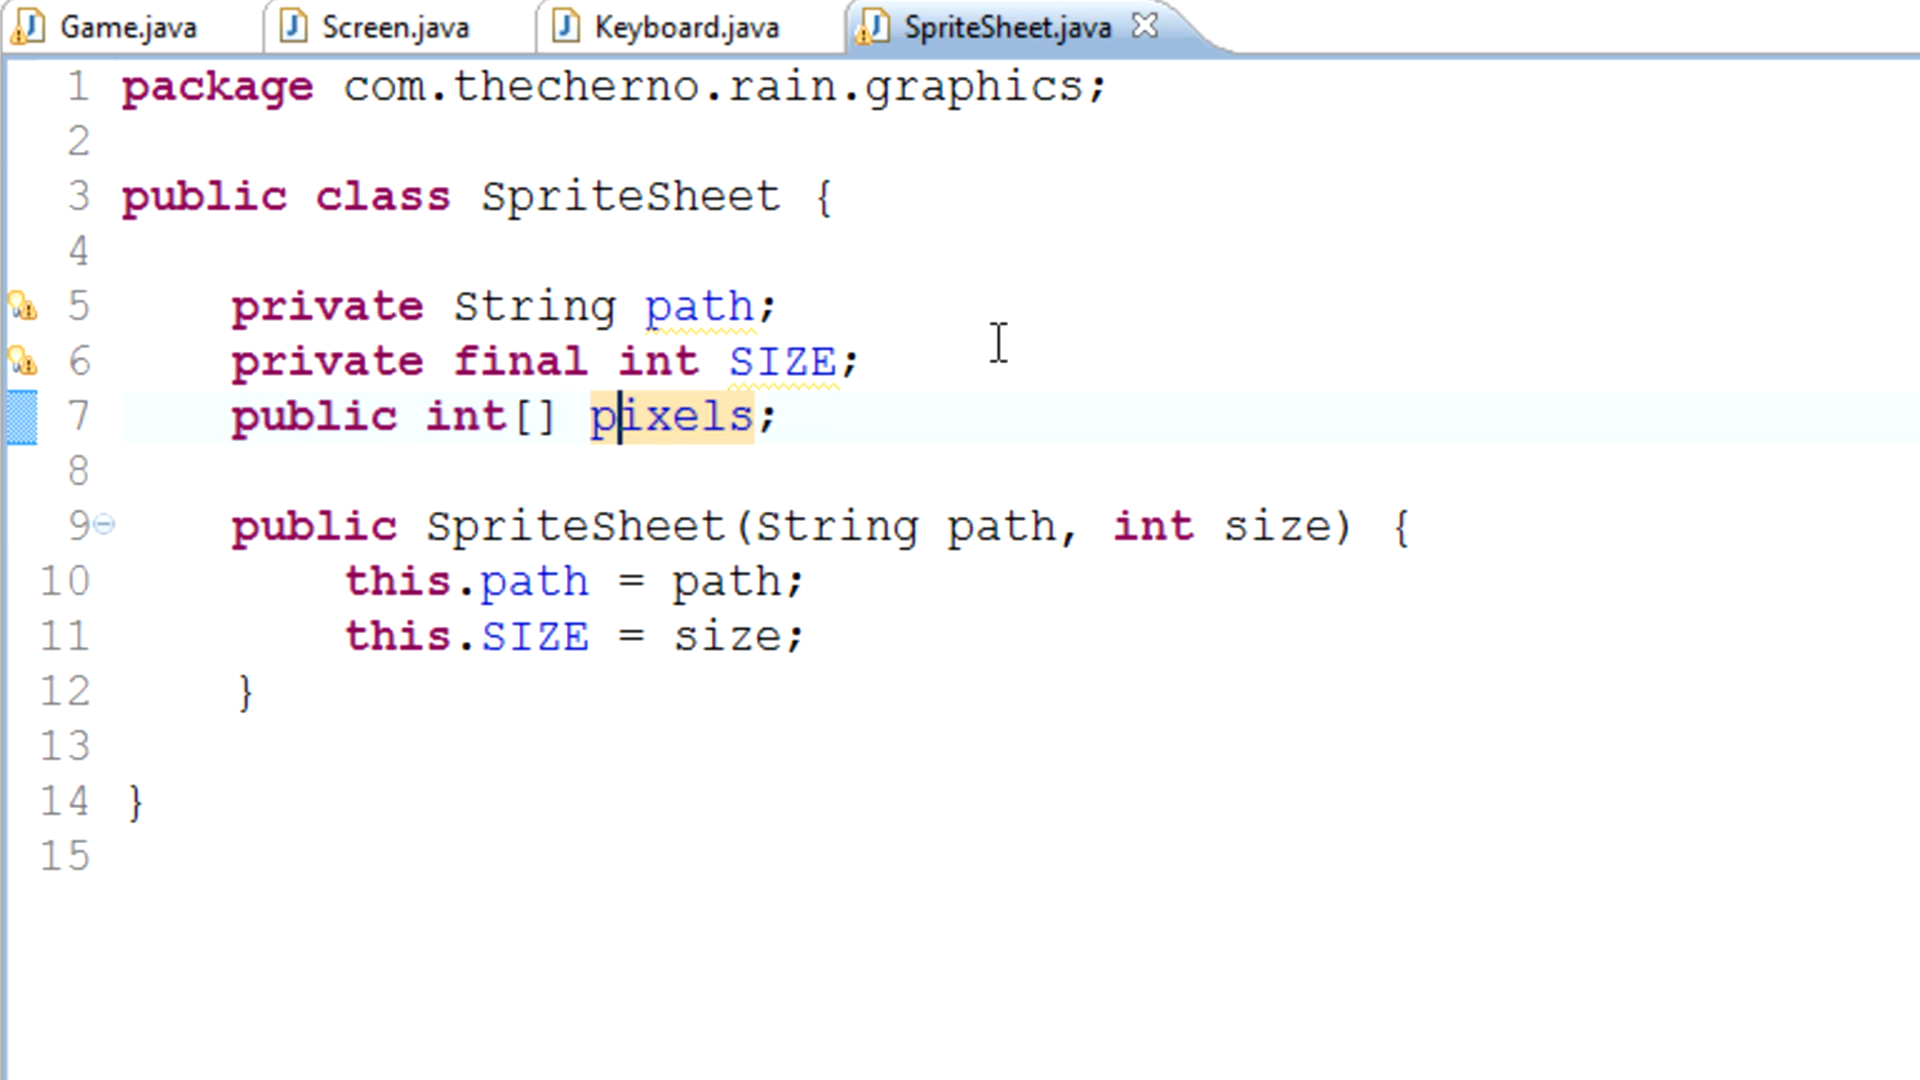 Game.java Screen.java Keyboard.java SpriteSheet.java
1 package com.thecherno.rain.graphics;
2
3 public class SpriteSheet {
4
5 private String path;
6 private final int SIZE;
7 public int[] pixels;
8
9 public SpriteSheet(String path, int size) {
10 this.path = path;
11 this.SIZE = size;
12 }
13
14 }
15